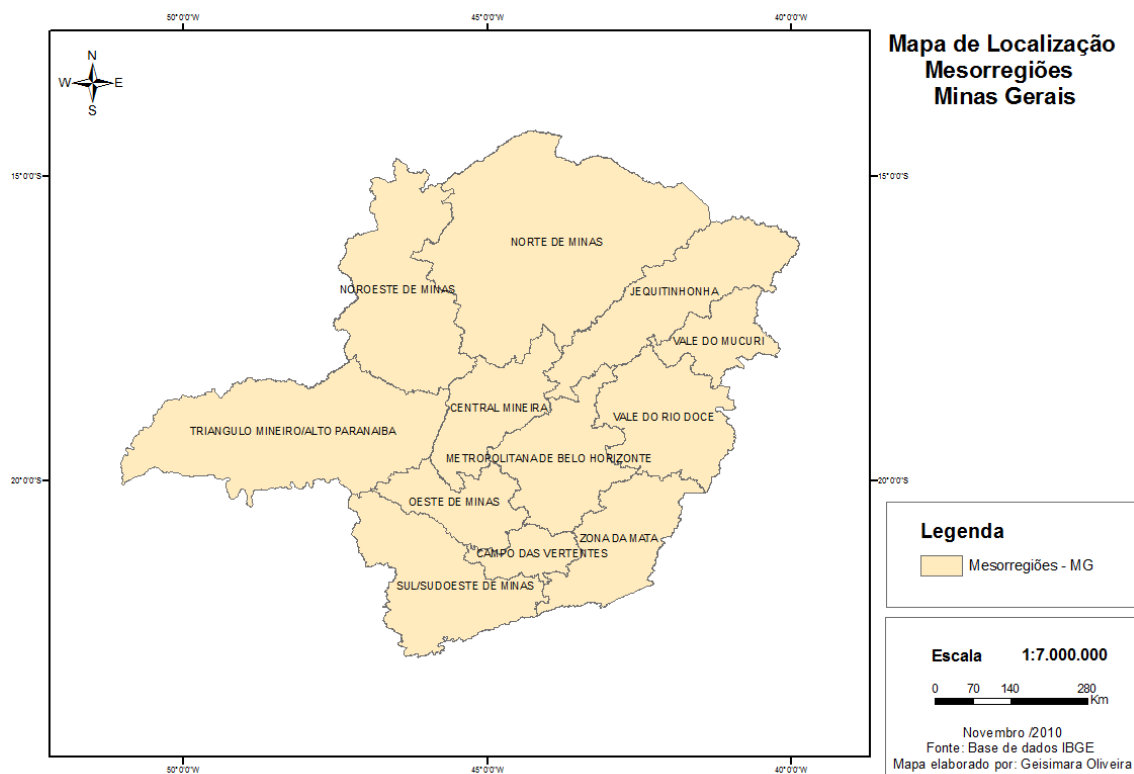 50°0'0"W 45°0'0"W 40°0'0"W
Mapa de Localização
Mesorregiões
Minas Gerais
N
W E
S
15°0'0"S 15°0'0"S
NORTE DE MINAS
NOROESTE DE MINAS
JEQUITINHONHA
VALE DO MUCURI
CENTRAL MINEIRA
VALE DO RIO DOCE
TRIANGULO MINEIRO/ALTO PARANAIBA
METROPOLITANA DE BELO HORIZONTE
20°0'0"S 20°0'0"S
OESTE DE MINAS
ZONA DA MATA
CAMPO DAS VERTENTES
SUL/SUDOESTE DE MINAS
Legenda
Mesorregiões - MG
Escala 1:7.000.000
0 70 140 280
Km
Novembro /2010
Fonte: Base de dados IBGE
Mapa elaborado por: Geisimara Oliveira
50°0'0"W 45°0'0"W 40°0'0"W